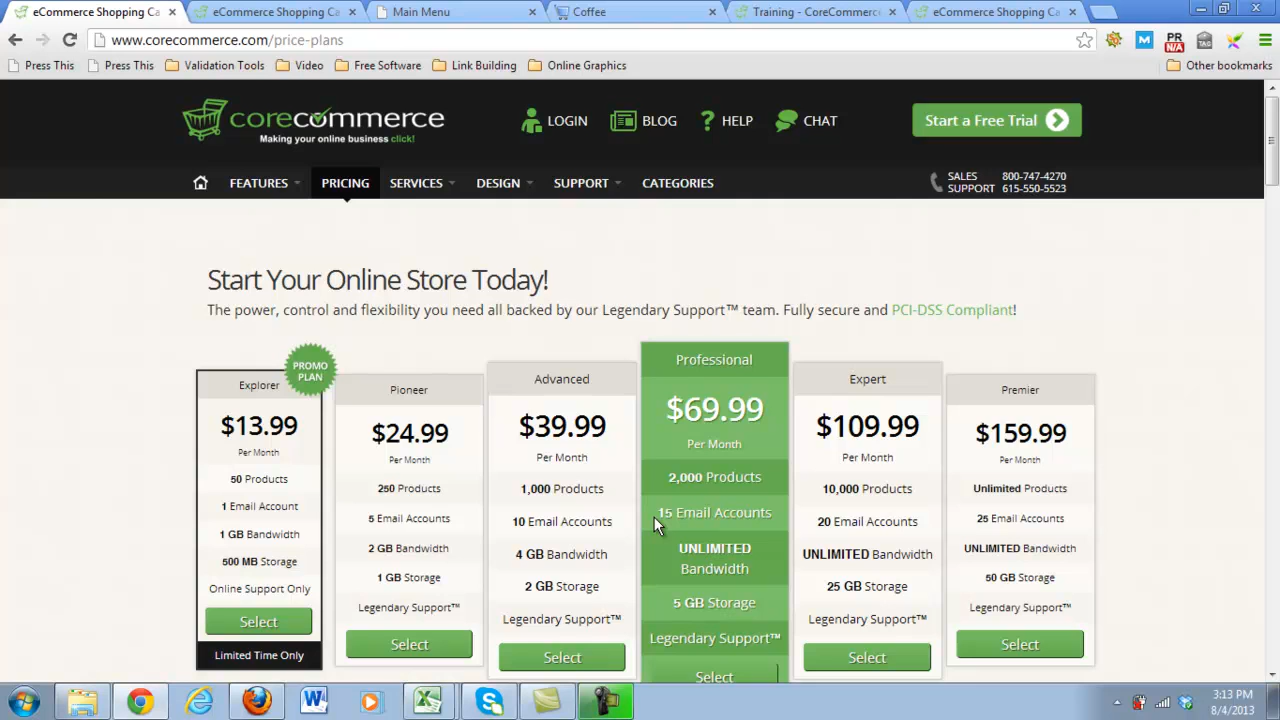 eCommerce Shopping Ca
eCommerce Shopping Ca
Main Menu
Coffee
Training - CoreCommerce
eCommerce Shopping Ca
www.corecommerce.com/price-plans
M
PR
N/A
TAG
Press This
Press This
Validation Tools
Video
Free Software
Link Building
Online Graphics
Other bookmarks
corecommerce
Making your online business click!
LOGIN
BLOG
HELP
CHAT
Start a Free Trial
FEATURES
PRICING
SERVICES
DESIGN
SUPPORT
CATEGORIES
SALES 800-747-4270
SUPPORT 615-550-5523
Start Your Online Store Today!
The power, control and flexibility you need all backed by our Legendary Support™ team. Fully secure and PCI-DSS Compliant!
PROMO
PLAN
Explorer
$13.99
Per Month
50 Products
1 Email Account
1 GB Bandwidth
500 MB Storage
Online Support Only
Select
Limited Time Only
Pioneer
$24.99
Per Month
250 Products
5 Email Accounts
2 GB Bandwidth
1 GB Storage
Legendary Support™
Select
Advanced
$39.99
Per Month
1,000 Products
10 Email Accounts
4 GB Bandwidth
2 GB Storage
Legendary Support™
Select
Professional
$69.99
Per Month
2,000 Products
15 Email Accounts
UNLIMITED
Bandwidth
5 GB Storage
Legendary Support™
Select
Expert
$109.99
Per Month
10,000 Products
20 Email Accounts
UNLIMITED Bandwidth
25 GB Storage
Legendary Support™
Select
Premier
$159.99
Per Month
Unlimited Products
25 Email Accounts
UNLIMITED Bandwidth
50 GB Storage
Legendary Support™
Select
3:13 PM
8/4/2013